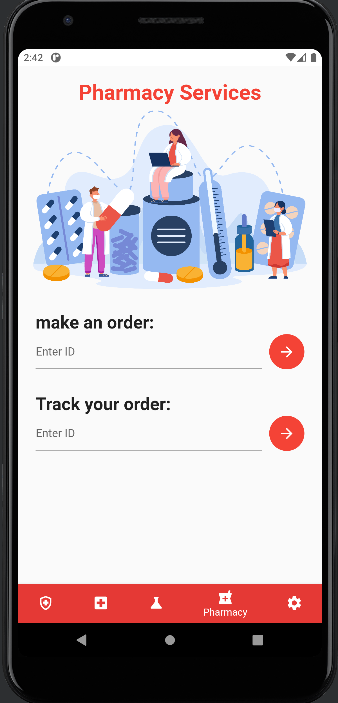 2:42
Pharmacy Services
make an order:
Enter ID
Track your order:
Enter ID
Pharmacy